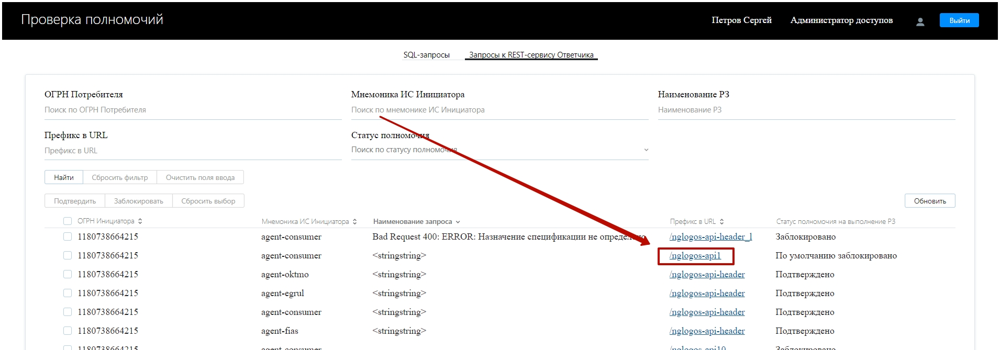 Проверка полномочий Петров Сергей Администратор доступов Выйти
SQL-запросы Запросы к REST-сервису Ответчика
ОГРН Потребителя Мнемоника ИС Инициатора Наименование РЗ
Поиск по ОГРН Потребителя Поиск по мнемонике ИС Инициатора Наименование РЗ
Префикс в URL Статус полномочия
Префикс в URL Поиск по статусу полномочия
Найти Сбросить фильтр Очистить поля ввода
Подтвердить Заблокировать Сбросить выбор Обновить
ОГРН Инициатора Мнемоника ИС Инициатора Наименование запроса Префикс в URL Статус полномочия на выполнение РЗ
1180738664215 agent-consumer Bad Request 400: ERROR: Назначение спецификации не определено /nglogos-api-header_l Заблокировано
1180738664215 agent-consumer <stringstring> /nglogos-api1 По умолчанию заблокировано
1180738664215 agent-oktmo <stringstring> /nglogos-api-header Подтверждено
1180738664215 agent-egrul <stringstring> /nglogos-api-header Подтверждено
1180738664215 agent-consumer <stringstring> /nglogos-api-header Подтверждено
1180738664215 agent-fias <stringstring> /nglogos-api-header Подтверждено
1180738664215 agent-consumer /nglogos-api10 Заблокировано